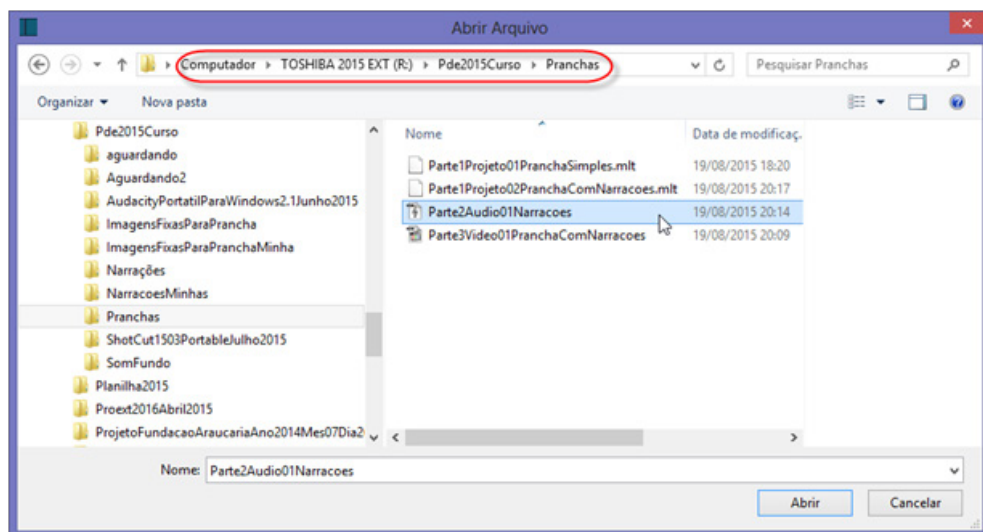 Abrir Arquivo
Computador TOSHIBA 2015 EXT (R:) Pde2015Curso Pranchas
Pesquisar Pranchas
Organizar Nova pasta
Pde2015Curso
aguardando
Aguardando2
AudacityPortatilParaWindows2.1Junho2015
ImagensFixasParaPrancha
ImagensFixasParaPranchaMinha
Narrações
NarracoesMinhas
Pranchas
ShotCut1503PortableJulho2015
SomFundo
Planilha2015
Proext2016Abril2015
ProjetoFundacaoAraucariaAno2014Mes07Dia2
Nome Data de modificaç.
Parte1Projeto01PranchaSimples.mlt 19/08/2015 18:20
Parte1Projeto02PranchaComNarracoes.mlt 19/08/2015 20:17
Parte2Audio01Narracoes 19/08/2015 20:14
Parte3Video01PranchaComNarracoes 19/08/2015 20:09
Nome: Parte2Audio01Narracoes
Abrir Cancelar